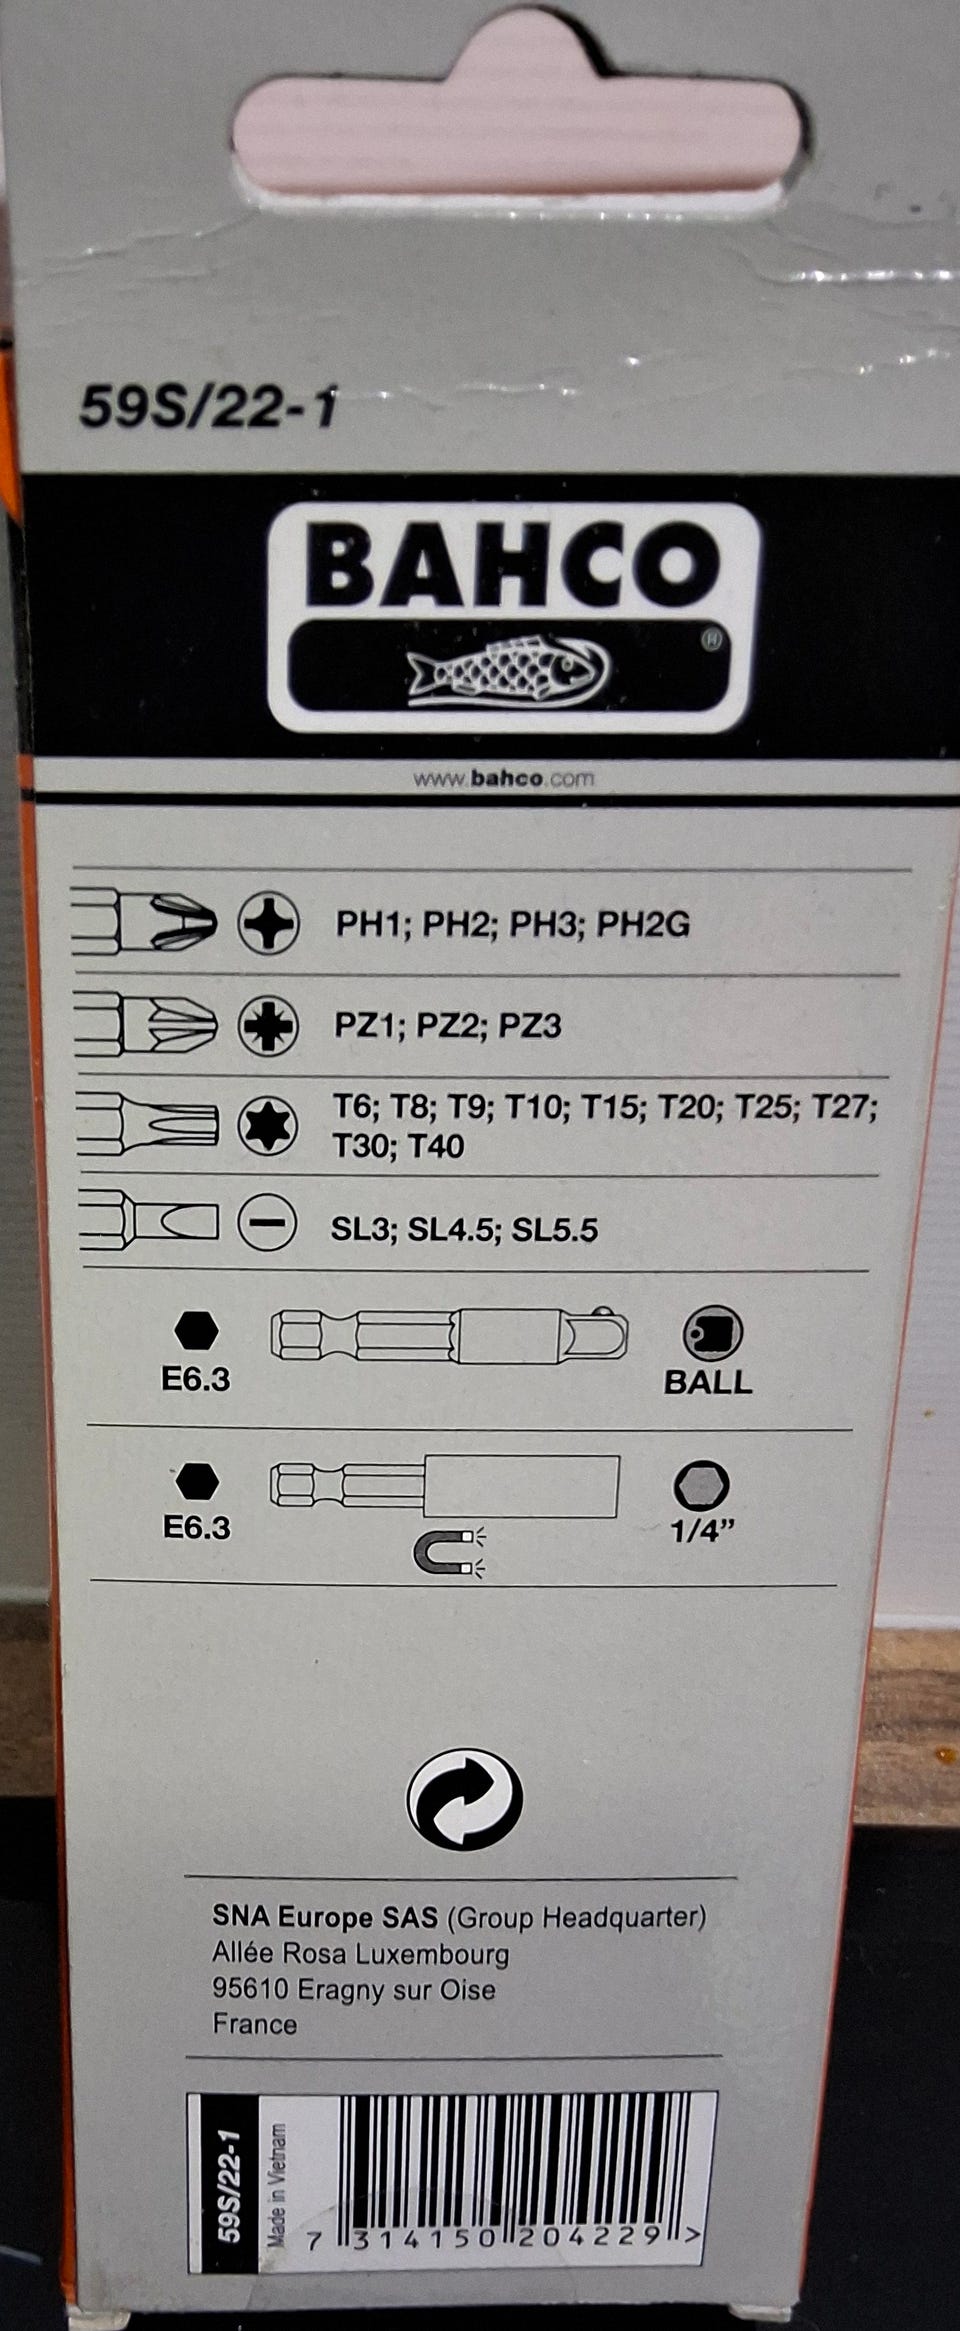 59S/22-1
BAHCO
®
www.bahco.com
PH1; PH2; PH3; PH2G
PZ1; PZ2; PZ3
T6; T8; T9; T10; T15; T20; T25; T27;
T30; T40
SL3; SL4.5; SL5.5
E6.3
BALL
E6.3
1/4”
SNA Europe SAS (Group Headquarter)
Allée Rosa Luxembourg
95610 Eragny sur Oise
France
59S/22-1
Made in Vietnam
7 314150 204229 >